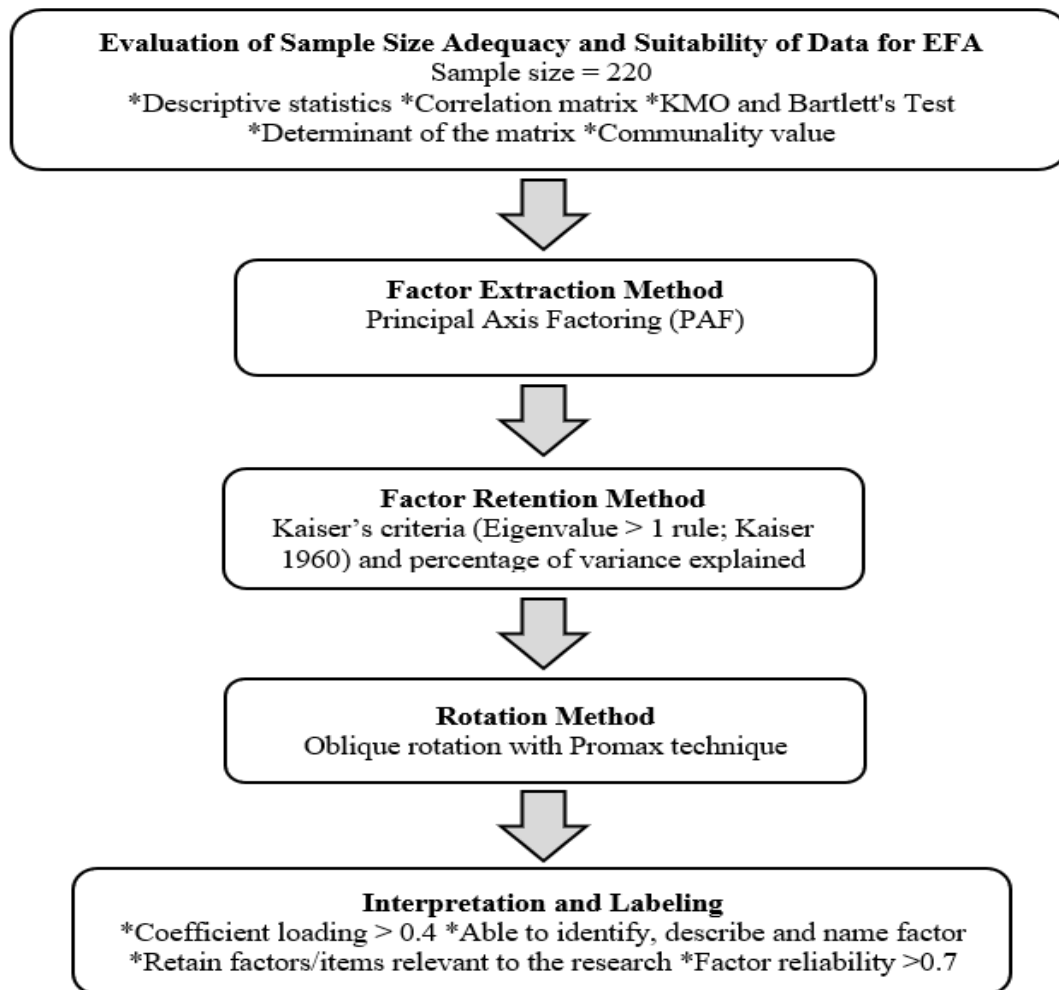 Evaluation of Sample Size Adequacy and Suitability of Data for EFA
Sample size = 220
*Descriptive statistics *Correlation matrix *KMO and Bartlett's Test
*Determinant of the matrix *Communality value
Factor Extraction Method
Principal Axis Factoring (PAF)
Factor Retention Method
Kaiser’s criteria (Eigenvalue > 1 rule; Kaiser
1960) and percentage of variance explained
Rotation Method
Oblique rotation with Promax technique
Interpretation and Labeling
*Coefficient loading > 0.4 *Able to identify, describe and name factor
*Retain factors/items relevant to the research *Factor reliability >0.7